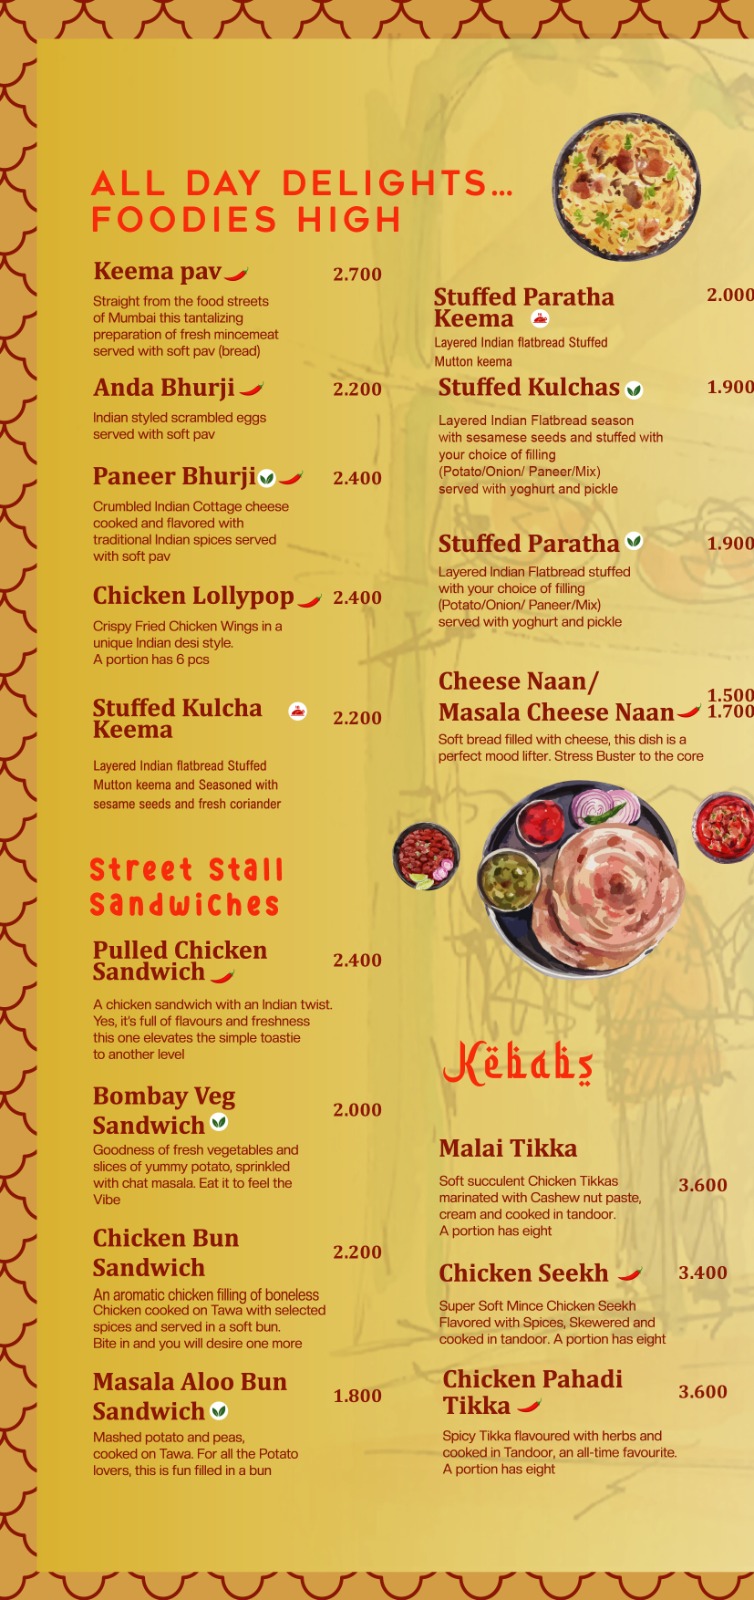 ALL DAY DELIGHTS...
FOODIES HIGH
Keema pav 2.700
Straight from the food streets
of Mumbai this tantalizing
preparation of fresh mincemeat
served with soft pav (bread)
Anda Bhurji 2.200
Indian styled scrambled eggs
served with soft pav
Paneer Bhurji 2.400
Crumbled Indian Cottage cheese
cooked and flavored with
traditional Indian spices served
with soft pav
Chicken Lollypop 2.400
Crispy Fried Chicken Wings in a
unique Indian desi style.
A portion has 6 pcs
Stuffed Kulcha
Keema 2.200
Layered Indian flatbread Stuffed
Mutton keema and Seasoned with
sesame seeds and fresh coriander
Street Stall
Sandwiches
Pulled Chicken
Sandwich 2.400
A chicken sandwich with an Indian twist.
Yes, it's full of flavours and freshness
this one elevates the simple toastie
to another level
Bombay Veg
Sandwich 2.000
Goodness of fresh vegetables and
slices of yummy potato, sprinkled
with chat masala. Eat it to feel the
Vibe
Chicken Bun
Sandwich 2.200
An aromatic chicken filling of boneless
Chicken cooked on Tawa with selected
spices and served in a soft bun.
Bite in and you will desire one more
Masala Aloo Bun
Sandwich 1.800
Mashed potato and peas,
cooked on Tawa. For all the Potato
lovers, this is fun filled in a bun
Stuffed Paratha 2.000
Keema
Layered Indian flatbread Stuffed
Mutton keema
Stuffed Kulchas 1.900
Layered Indian Flatbread season
with sesamese seeds and stuffed with
your choice of filling
(Potato/Onion/ Paneer/Mix)
served with yoghurt and pickle
Stuffed Paratha 1.900
Layered Indian Flatbread stuffed
with your choice of filling
(Potato/Onion/ Paneer/Mix)
served with yoghurt and pickle
Cheese Naan/ 1.500
Masala Cheese Naan 1.700
Soft bread filled with cheese, this dish is a
perfect mood lifter. Stress Buster to the core
Këbabs
Malai Tikka
Soft succulent Chicken Tikkas 3.600
marinated with Cashew nut paste,
cream and cooked in tandoor.
A portion has eight
Chicken Seekh 3.400
Super Soft Mince Chicken Seekh
Flavored with Spices, Skewered and
cooked in tandoor. A portion has eight
Chicken Pahadi
Tikka 3.600
Spicy Tikka flavoured with herbs and
cooked in Tandoor, an all-time favourite.
A portion has eight